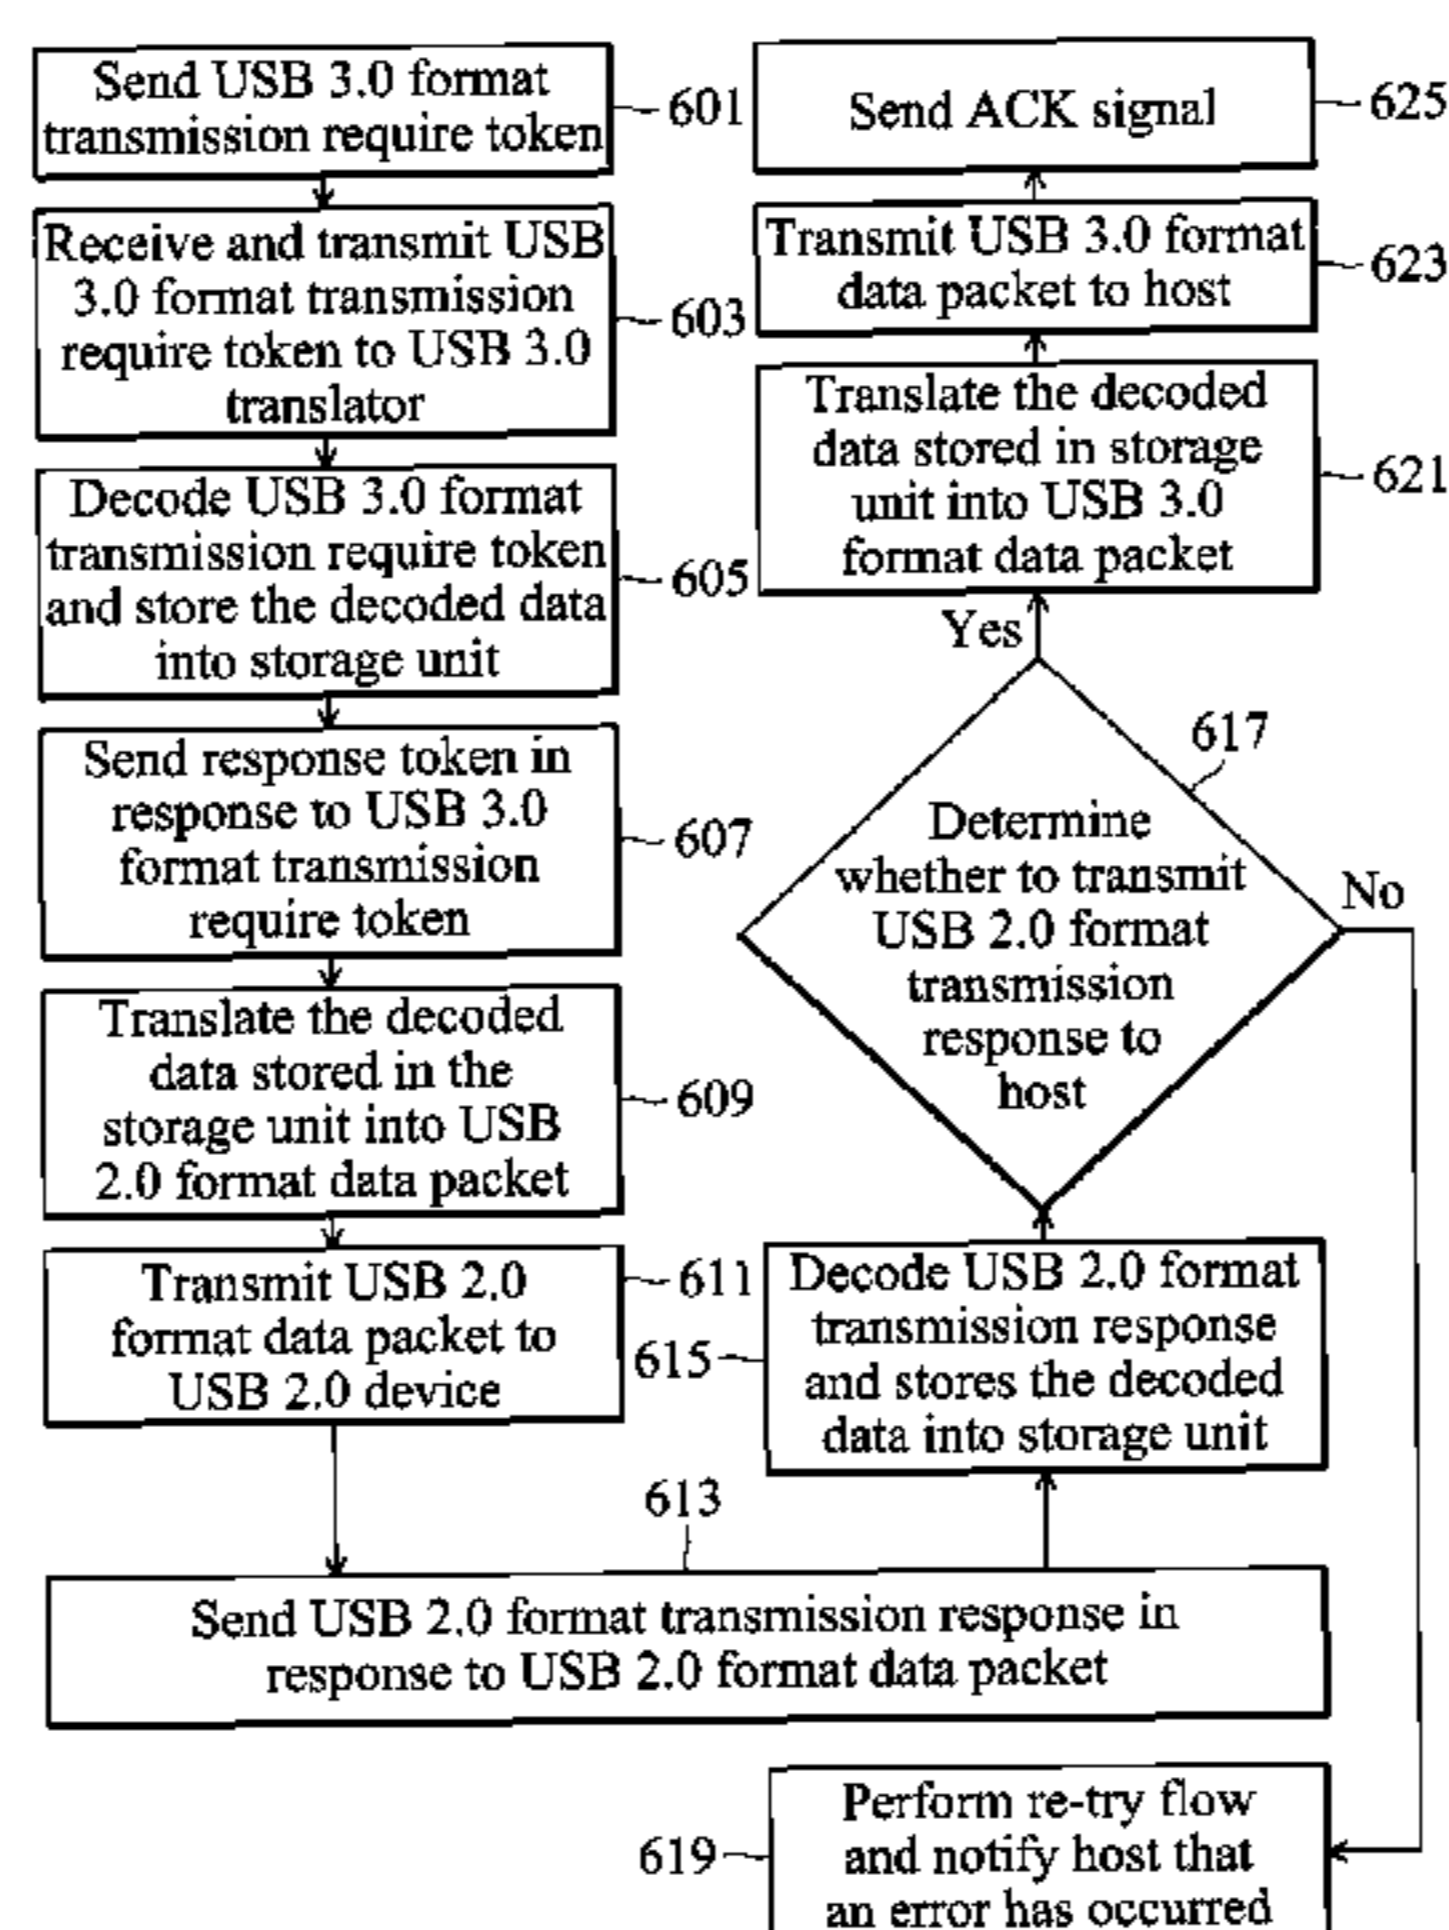 Send USB 3.0 format
transmission require token
601
Receive and transmit USB
3.0 format transmission
require token to USB 3.0
translator
603
Decode USB 3.0 format
transmission require token
and store the decoded data
into storage unit
605
Send response token in
response to USB 3.0
format transmission
require token
607
Translate the decoded
data stored in the
storage unit into USB
2.0 format data packet
609
Transmit USB 2.0
format data packet to
USB 2.0 device
611
613
Send USB 2.0 format transmission response in
response to USB 2.0 format data packet
615
Decode USB 2.0 format
transmission response
and stores the decoded
data into storage unit
617
Determine
whether to transmit
USB 2.0 format
transmission
response to
host
Yes
No
Translate the decoded
data stored in storage
unit into USB 3.0
format data packet
621
Transmit USB 3.0 format
data packet to host
623
Send ACK signal
625
619
Perform re-try flow
and notify host that
an error has occurred